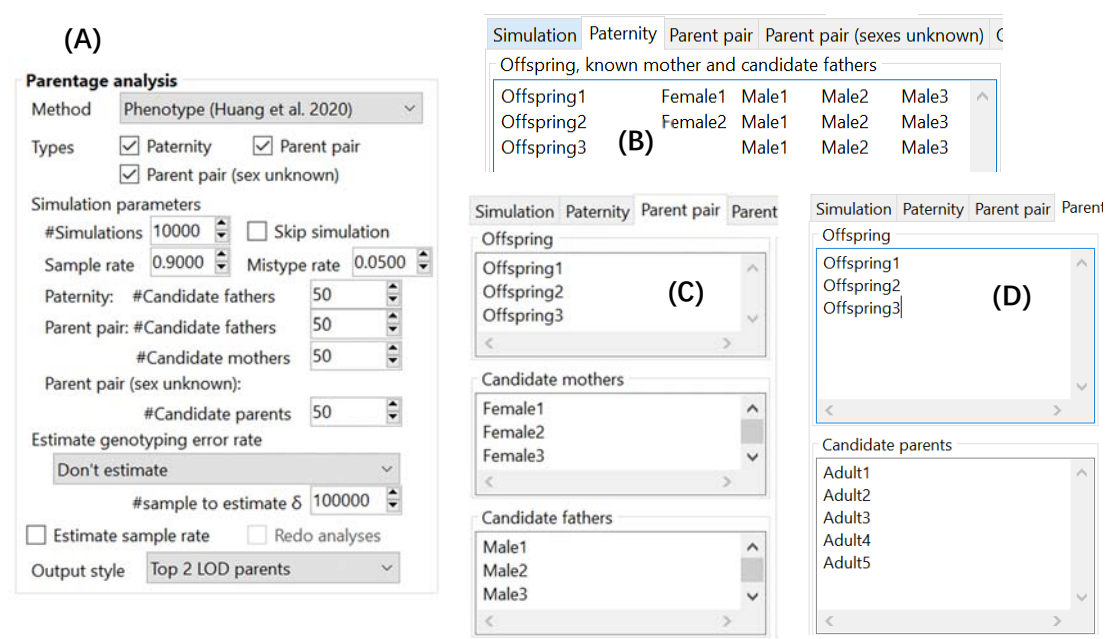 (A)
Parentage analysis
Method Phenotype (Huang et al. 2020)
Types Paternity Parent pair
Parent pair (sex unknown)
Simulation parameters
#Simulations 10000 Skip simulation
Sample rate 0.9000 Mistype rate 0.0500
Paternity: #Candidate fathers 50
Parent pair: #Candidate fathers 50
#Candidate mothers 50
Parent pair (sex unknown):
#Candidate parents 50
Estimate genotyping error rate
Don't estimate
#sample to estimate δ 100000
Estimate sample rate Redo analyses
Output style Top 2 LOD parents
Simulation Paternity Parent pair Parent pair (sexes unknown)
Offspring, known mother and candidate fathers
Offspring1 Female1 Male1 Male2 Male3
Offspring2 Female2 Male1 Male2 Male3
Offspring3 Male1 Male2 Male3
(B)
Simulation Paternity Parent pair Parent
Offspring
Offspring1
Offspring2
Offspring3
(C)
Candidate mothers
Female1
Female2
Female3
Candidate fathers
Male1
Male2
Male3
Simulation Paternity Parent pair Parent
Offspring
Offspring1
Offspring2
Offspring3
(D)
Candidate parents
Adult1
Adult2
Adult3
Adult4
Adult5